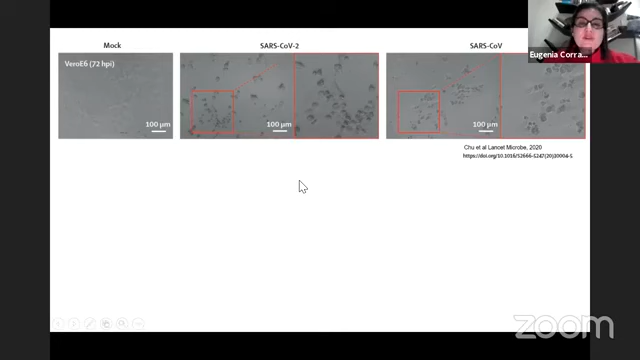 Mock
SARS-CoV-2
SARS-CoV
VeroE6 (72 hpi)
100 µm
100 µm
100 µm
Chu et al Lancet Microbe, 2020
https://doi.org/10.1016/S2666-5247(20)30004-5
Eugenia Corra...
zoom